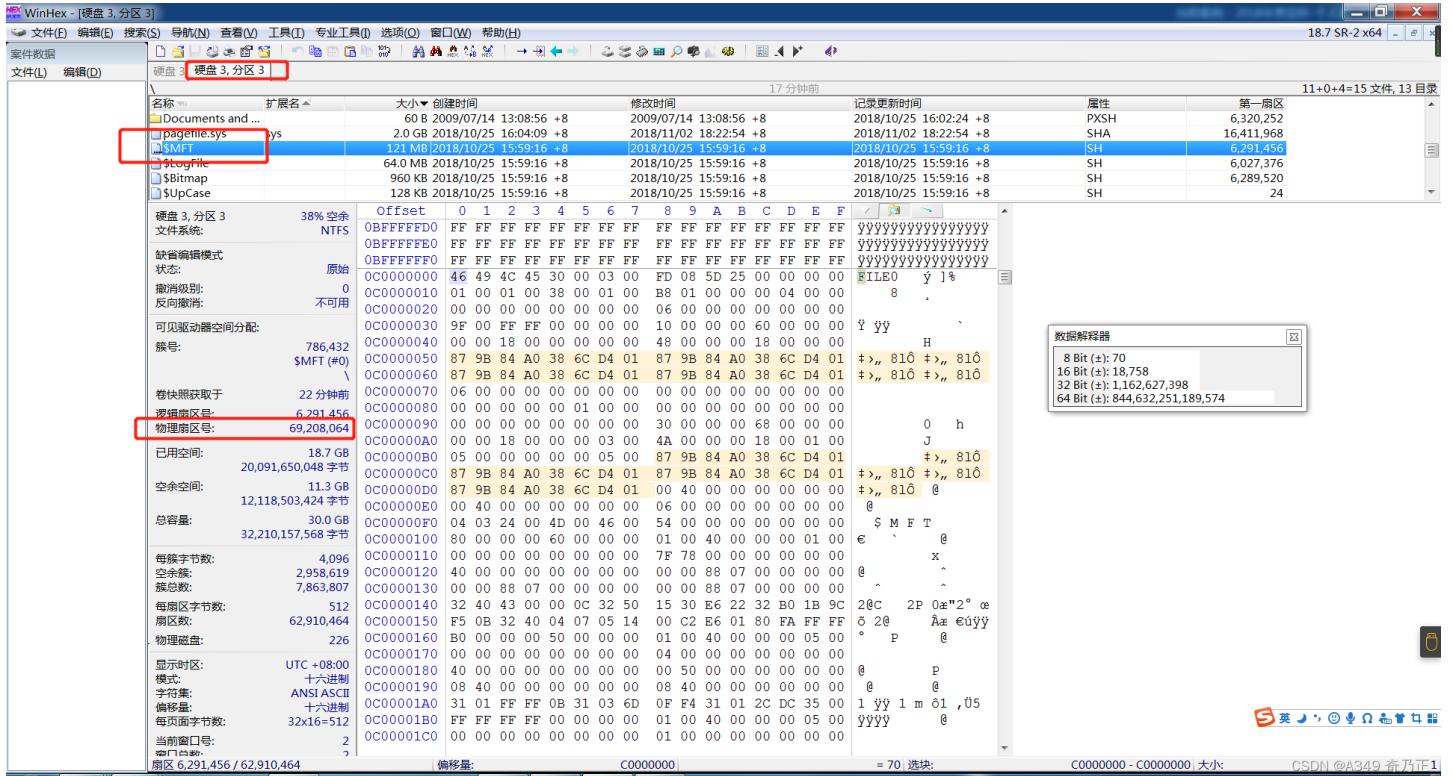 WinHex - [硬盘 3, 分区 3]
文件(F) 编辑(E) 搜索(S) 导航(N) 查看(V) 工具(T) 专业工具(I) 选项(O) 窗口(W) 帮助(H) 18.7 SR-2 x64
案件数据
文件(L) 编辑(D)
硬盘 3 硬盘 3, 分区 3
\ 17 分钟前 11+0+4=15 文件, 13 目录
名称 扩展名 大小 创建时间 修改时间 记录更新时间 属性 第一扇区
Documents and ... 60 B 2009/07/14 13:08:56 +8 2009/07/14 13:08:56 +8 2018/10/25 16:02:24 +8 PXSH 6,320,252
pagefile.sys sys 2.0 GB 2018/10/25 16:04:09 +8 2018/11/02 18:22:54 +8 2018/11/02 18:22:54 +8 SHA 16,411,968
$MFT 121 MB 2018/10/25 15:59:16 +8 2018/10/25 15:59:16 +8 2018/10/25 15:59:16 +8 SH 6,291,456
$LogFile 64.0 MB 2018/10/25 15:59:16 +8 2018/10/25 15:59:16 +8 2018/10/25 15:59:16 +8 SH 6,027,376
$Bitmap 960 KB 2018/10/25 15:59:16 +8 2018/10/25 15:59:16 +8 2018/10/25 15:59:16 +8 SH 6,289,520
$UpCase 128 KB 2018/10/25 15:59:16 +8 2018/10/25 15:59:16 +8 2018/10/25 15:59:16 +8 SH 24
硬盘 3, 分区 3 38% 空余
文件系统: NTFS
缺省编辑模式
状态: 原始
撤消级别: 0
反向撤消: 不可用
可见驱动器空间分配:
簇号: 786,432
$MFT (#0)
\
卷快照获取于 22 分钟前
逻辑扇区号: 6,291,456
物理扇区号: 69,208,064
已用空间: 18.7 GB
20,091,650,048 字节
空余空间: 11.3 GB
12,118,503,424 字节
总容量: 30.0 GB
32,210,157,568 字节
每簇字节数: 4,096
空余簇: 2,958,619
簇总数: 7,863,807
每扇区字节数: 512
扇区数: 62,910,464
物理磁盘: 226
显示时区: UTC +08:00
模式: 十六进制
字符集: ANSI ASCII
偏移量: 十六进制
每页面字节数: 32x16=512
当前窗口号: 2
窗口总数: 2
Offset 0 1 2 3 4 5 6 7 8 9 A B C D E F
0BFFFFFD0 FF FF FF FF FF FF FF FF FF FF FF FF FF FF FF FF ÿÿÿÿÿÿÿÿÿÿÿÿÿÿÿÿ
0BFFFFFE0 FF FF FF FF FF FF FF FF FF FF FF FF FF FF FF FF ÿÿÿÿÿÿÿÿÿÿÿÿÿÿÿÿ
0BFFFFFF0 FF FF FF FF FF FF FF FF FF FF FF FF FF FF FF FF ÿÿÿÿÿÿÿÿÿÿÿÿÿÿÿÿ
0C0000000 46 49 4C 45 30 00 03 00 FD 08 5D 25 00 00 00 00 FILE0 ý ]%
0C0000010 01 00 01 00 38 00 01 00 B8 01 00 00 00 04 00 00 8 ¸
0C0000020 00 00 00 00 00 00 00 00 06 00 00 00 00 00 00 00
0C0000030 9F 00 FF FF 00 00 00 00 10 00 00 00 60 00 00 00 Ÿ ÿÿ `
0C0000040 00 00 18 00 00 00 00 00 48 00 00 00 18 00 00 00 H
0C0000050 87 9B 84 A0 38 6C D4 01 87 9B 84 A0 38 6C D4 01 ‡›„ 8lÔ ‡›„ 8lÔ
0C0000060 87 9B 84 A0 38 6C D4 01 87 9B 84 A0 38 6C D4 01 ‡›„ 8lÔ ‡›„ 8lÔ
0C0000070 06 00 00 00 00 00 00 00 00 00 00 00 00 00 00 00
0C0000080 00 00 00 00 00 01 00 00 00 00 00 00 00 00 00 00
0C0000090 00 00 00 00 00 00 00 00 30 00 00 00 68 00 00 00 0 h
0C00000A0 00 00 18 00 00 00 03 00 4A 00 00 00 18 00 01 00 J
0C00000B0 05 00 00 00 00 00 05 00 87 9B 84 A0 38 6C D4 01 ‡›„ 8lÔ
0C00000C0 87 9B 84 A0 38 6C D4 01 87 9B 84 A0 38 6C D4 01 ‡›„ 8lÔ ‡›„ 8lÔ
0C00000D0 87 9B 84 A0 38 6C D4 01 00 40 00 00 00 00 00 00 ‡›„ 8lÔ @
0C00000E0 00 40 00 00 00 00 00 00 06 00 00 00 00 00 00 00 @
0C00000F0 04 03 24 00 4D 00 46 00 54 00 00 00 00 00 00 00 $ M F T
0C0000100 80 00 00 00 60 00 00 00 01 00 40 00 00 00 01 00 € ` @
0C0000110 00 00 00 00 00 00 00 00 7F 78 00 00 00 00 00 00 x
0C0000120 40 00 00 00 00 00 00 00 00 00 88 07 00 00 00 00 @ ˆ
0C0000130 00 00 88 07 00 00 00 00 00 00 88 07 00 00 00 00 ˆ ˆ
0C0000140 32 40 43 00 00 0C 32 50 15 30 E6 22 32 B0 1B 9C 2@C 2P 0æ"2° œ
0C0000150 F5 0B 32 40 04 07 05 14 00 C2 E6 01 80 FA FF FF õ 2@ Âæ €úÿÿ
0C0000160 B0 00 00 00 50 00 00 00 01 00 40 00 00 00 05 00 ° P @
0C0000170 00 00 00 00 00 00 00 00 04 00 00 00 00 00 00 00
0C0000180 40 00 00 00 00 00 00 00 00 50 00 00 00 00 00 00 @ P
0C0000190 08 40 00 00 00 00 00 00 08 40 00 00 00 00 00 00 @ @
0C00001A0 31 01 FF FF 0B 31 03 6D 0F F4 31 01 2C DC 35 00 1 ÿÿ 1 m ô1 ,Ü5
0C00001B0 FF FF FF FF 00 00 00 00 01 00 40 00 00 00 05 00 ÿÿÿÿ @
0C00001C0 00 00 00 00 00 00 00 00 01 00 00 00 00 00 00 00
数据解释器
8 Bit (±): 70
16 Bit (±): 18,758
32 Bit (±): 1,162,627,398
64 Bit (±): 844,632,251,189,574
英
扇区 6,291,456 / 62,910,464 偏移量: C0000000 = 70 选块: C0000000 - C0000000 大小: 1
CSDN @A349 奇乃正